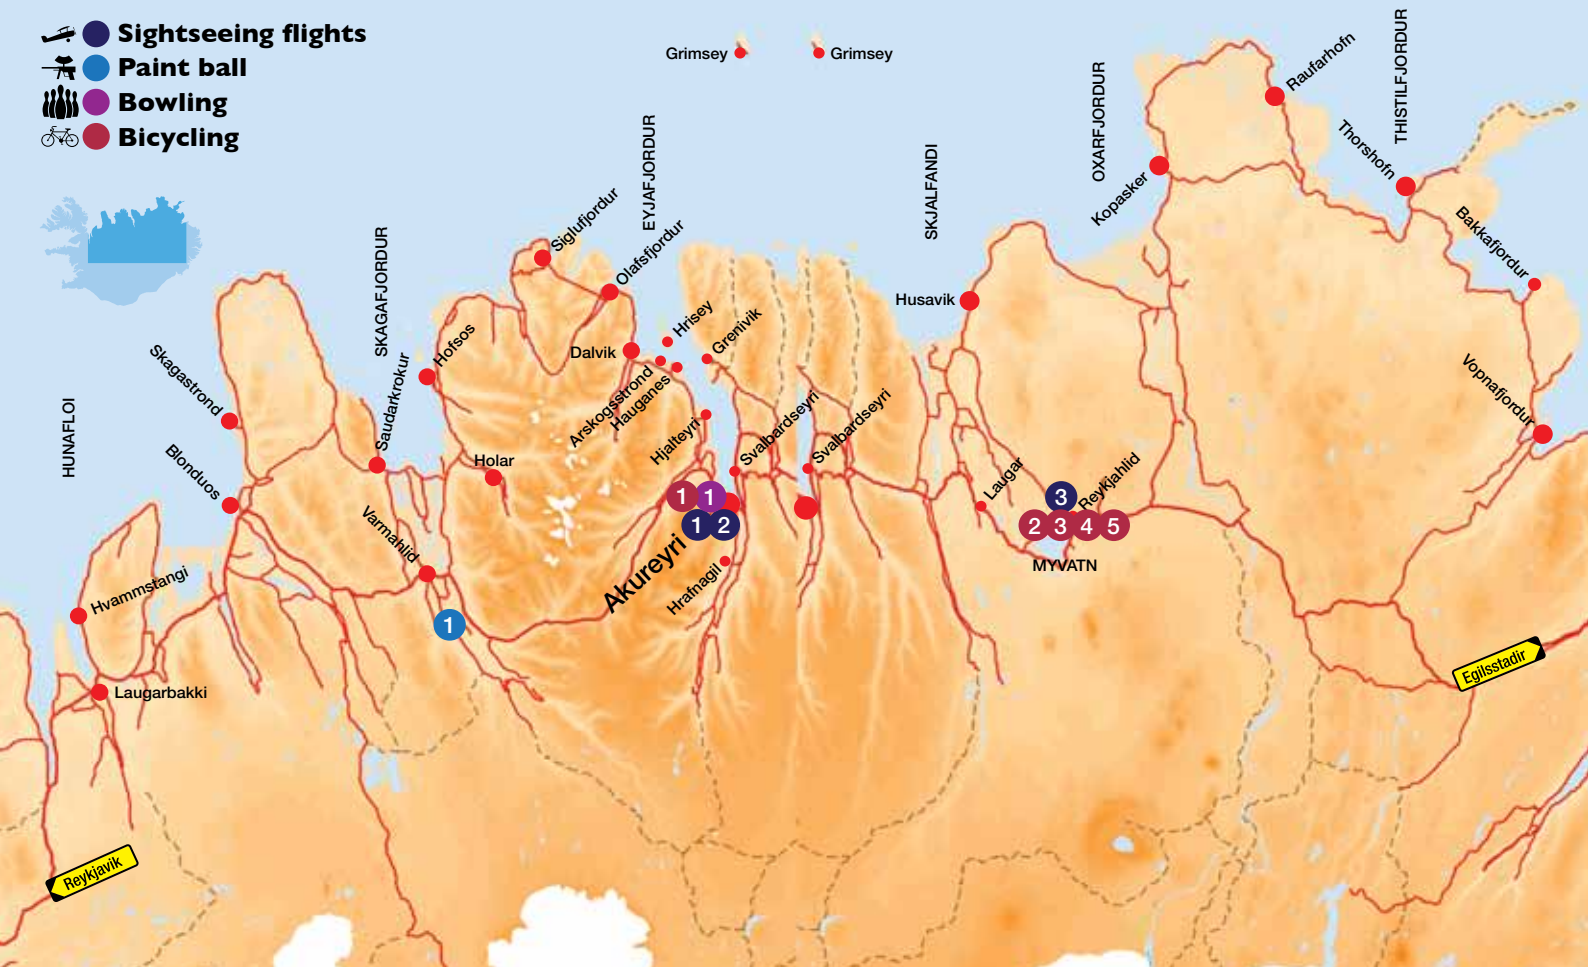 Sightseeing flights
Paint ball
Bowling
Bicycling
Grimsey
Grimsey
HUNAFLOI
SKAGAFJORDUR
EYJAFJORDUR
SKJALFANDI
OXARFJORDUR
THISTILFJORDUR
Raufarhofn
Thorshofn
Kopasker
Bakkafjordur
Siglufjordur
Olafsfjordur
Husavik
Hrisey
Grenivik
Dalvik
Hofsos
Skagastrond
Saudarkrokur
Arskogsstrond
Hauganes
Hjalteyri
Svalbardseyri
Svalbardseyri
Vopnafjordur
Blonduos
Holar
Laugar
Reykjahlid
1
1
1
2
3
2
3
4
5
MYVATN
Varmahlid
Akureyri
Hrafnagil
Hvammstangi
1
Laugarbakki
Egilsstadir
Reykjavik